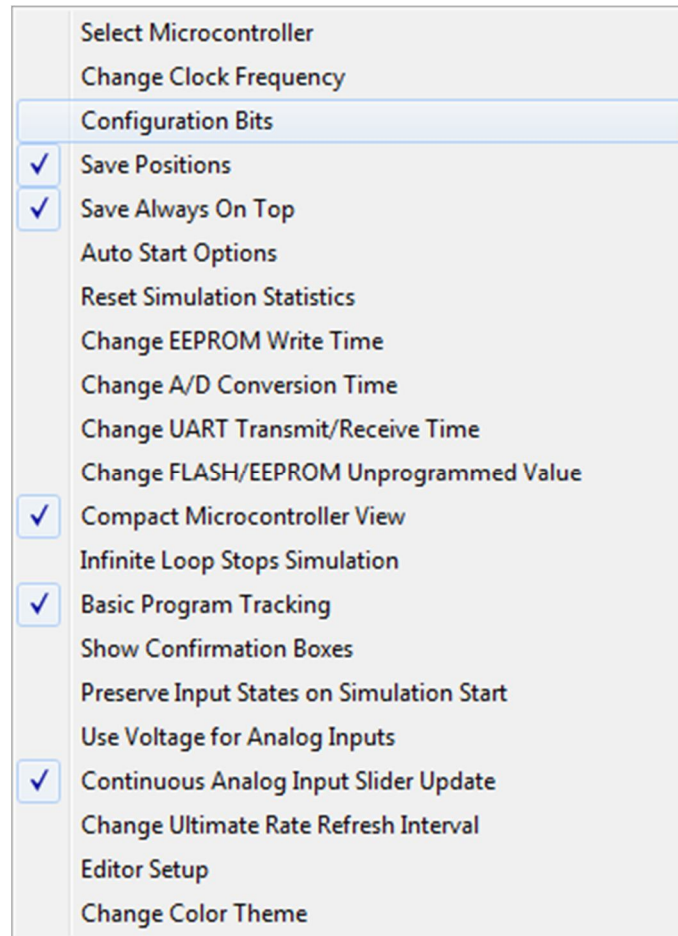 Select Microcontroller
Change Clock Frequency
Configuration Bits
Save Positions
Save Always On Top
Auto Start Options
Reset Simulation Statistics
Change EEPROM Write Time
Change A/D Conversion Time
Change UART Transmit/Receive Time
Change FLASH/EEPROM Unprogrammed Value
Compact Microcontroller View
Infinite Loop Stops Simulation
Basic Program Tracking
Show Confirmation Boxes
Preserve Input States on Simulation Start
Use Voltage for Analog Inputs
Continuous Analog Input Slider Update
Change Ultimate Rate Refresh Interval
Editor Setup
Change Color Theme